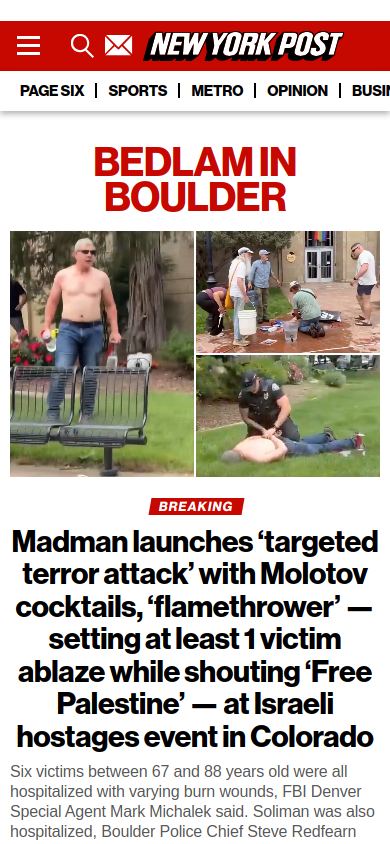 NEW YORK POST
PAGE SIX | SPORTS | METRO | OPINION | BUSI
BEDLAM IN
BOULDER
BREAKING
Madman launches ‘targeted
terror attack’ with Molotov
cocktails, ‘flamethrower’ —
setting at least 1 victim
ablaze while shouting ‘Free
Palestine’ — at Israeli
hostages event in Colorado
Six victims between 67 and 88 years old were all
hospitalized with varying burn wounds, FBI Denver
Special Agent Mark Michalek said. Soliman was also
hospitalized, Boulder Police Chief Steve Redfearn